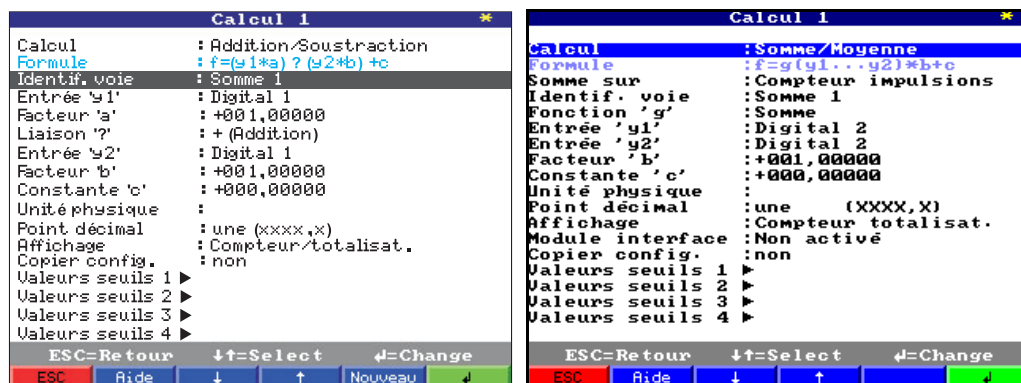 Calcul 1 *
Calcul : Addition/Soustraction
Formule : f=(y1*a) ? (y2*b) +c
Identif. voie : Somme 1
Entrée 'y1' : Digital 1
Facteur 'a' : +001,00000
Liaison '?' : + (Addition)
Entrée 'y2' : Digital 1
Facteur 'b' : +001,00000
Constante 'c' : +000,00000
Unité physique :
Point décimal : une (xxxx,x)
Affichage : Compteur/totalisat.
Copier config. : non
Valeurs seuils 1 ►
Valeurs seuils 2 ►
Valeurs seuils 3 ►
Valeurs seuils 4 ►
ESC=Retour ↓↑=Select ↲=Change
ESC Aide ↓ ↑ Nouveau ↲
Calcul 1 *
Calcul :Somme/Moyenne
Formule :f=g(y1...y2)*b+c
Somme sur :Compteur impulsions
Identif. voie :Somme 1
Fonction 'g' :Somme
Entrée 'y1' :Digital 2
Entrée 'y2' :Digital 2
Facteur 'b' :+001,00000
Constante 'c' :+000,00000
Unité physique :
Point décimal :une (XXXX,X)
Affichage :Compteur totalisat.
Module interface :Non activé
Copier config. :non
Valeurs seuils 1 ►
Valeurs seuils 2 ►
Valeurs seuils 3 ►
Valeurs seuils 4 ►
ESC=Retour ↓↑=Select ↲=Change
ESC Aide ↓ ↑ ↲